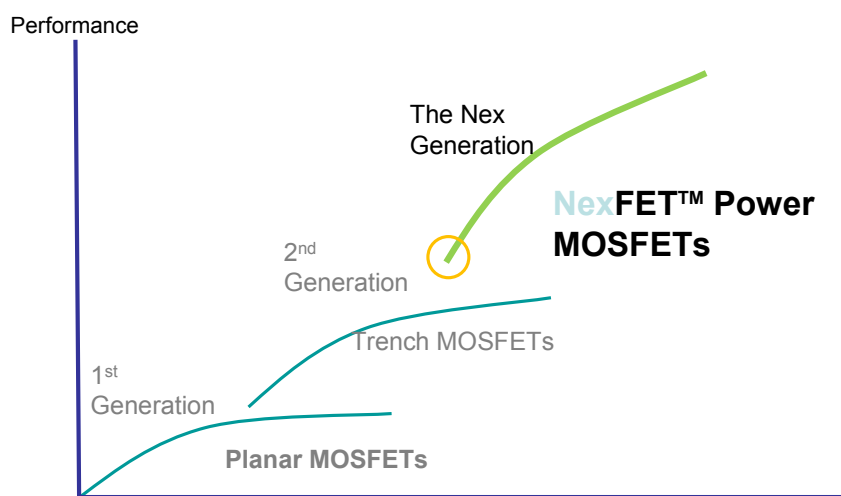 Performance
The Nex
Generation
NexFET™ Power
MOSFETs
2nd
Generation
Trench MOSFETs
1st
Generation
Planar MOSFETs